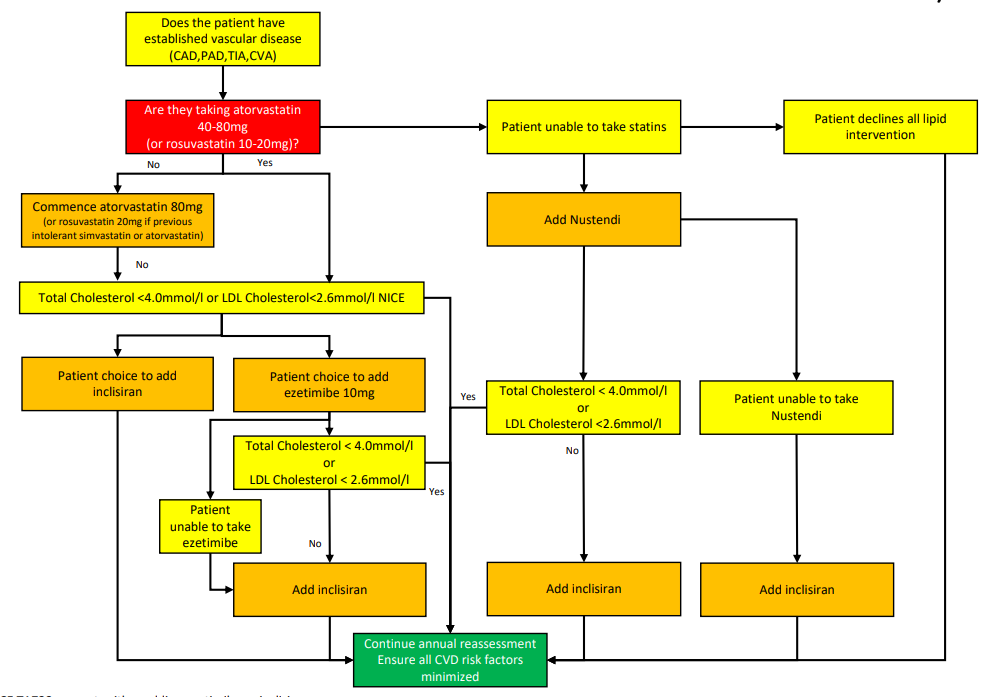 Does the patient have
established vascular disease
(CAD,PAD,TIA,CVA)
Are they taking atorvastatin
40-80mg
(or rosuvastatin 10-20mg)?
Patient unable to take statins
Patient declines all lipid
intervention
No
Yes
Commence atorvastatin 80mg
(or rosuvastatin 20mg if previous
intolerant simvastatin or atorvastatin)
Add Nustendi
No
Total Cholesterol <4.0mmol/l or LDL Cholesterol<2.6mmol/l NICE
Patient choice to add
inclisiran
Patient choice to add
ezetimibe 10mg
Yes
Total Cholesterol < 4.0mmol/l
or
LDL Cholesterol <2.6mmol/l
Patient unable to take
Nustendi
Total Cholesterol < 4.0mmol/l
or
LDL Cholesterol < 2.6mmol/l
No
Yes
Patient
unable to take
ezetimibe
No
Add inclisiran
Add inclisiran
Add inclisiran
Continue annual reassessment
Ensure all CVD risk factors
minimized